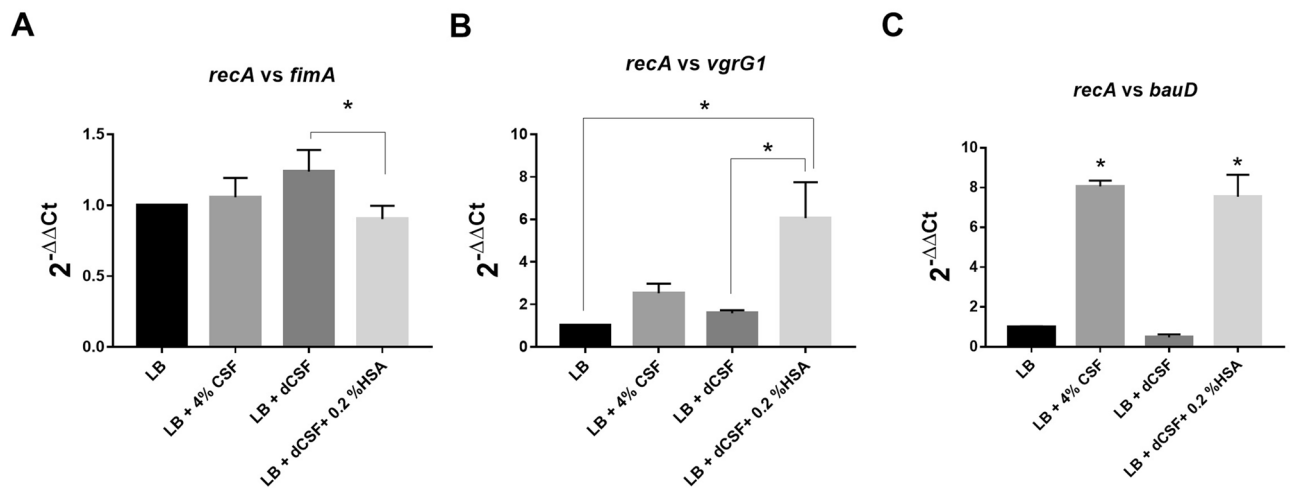 A
recA vs fimA
*
2-ΔΔCt
1.5
1.0
0.5
0.0
LB
LB + 4% CSF
LB + dCSF
LB + dCSF+ 0.2 %HSA
B
recA vs vgrG1
*
*
2-ΔΔCt
10
8
6
4
2
0
LB
LB + 4% CSF
LB + dCSF
LB + dCSF+ 0.2 %HSA
C
recA vs bauD
* *
2-ΔΔCt
10
8
6
4
2
0
LB
LB + 4% CSF
LB + dCSF
LB + dCSF+ 0.2 %HSA